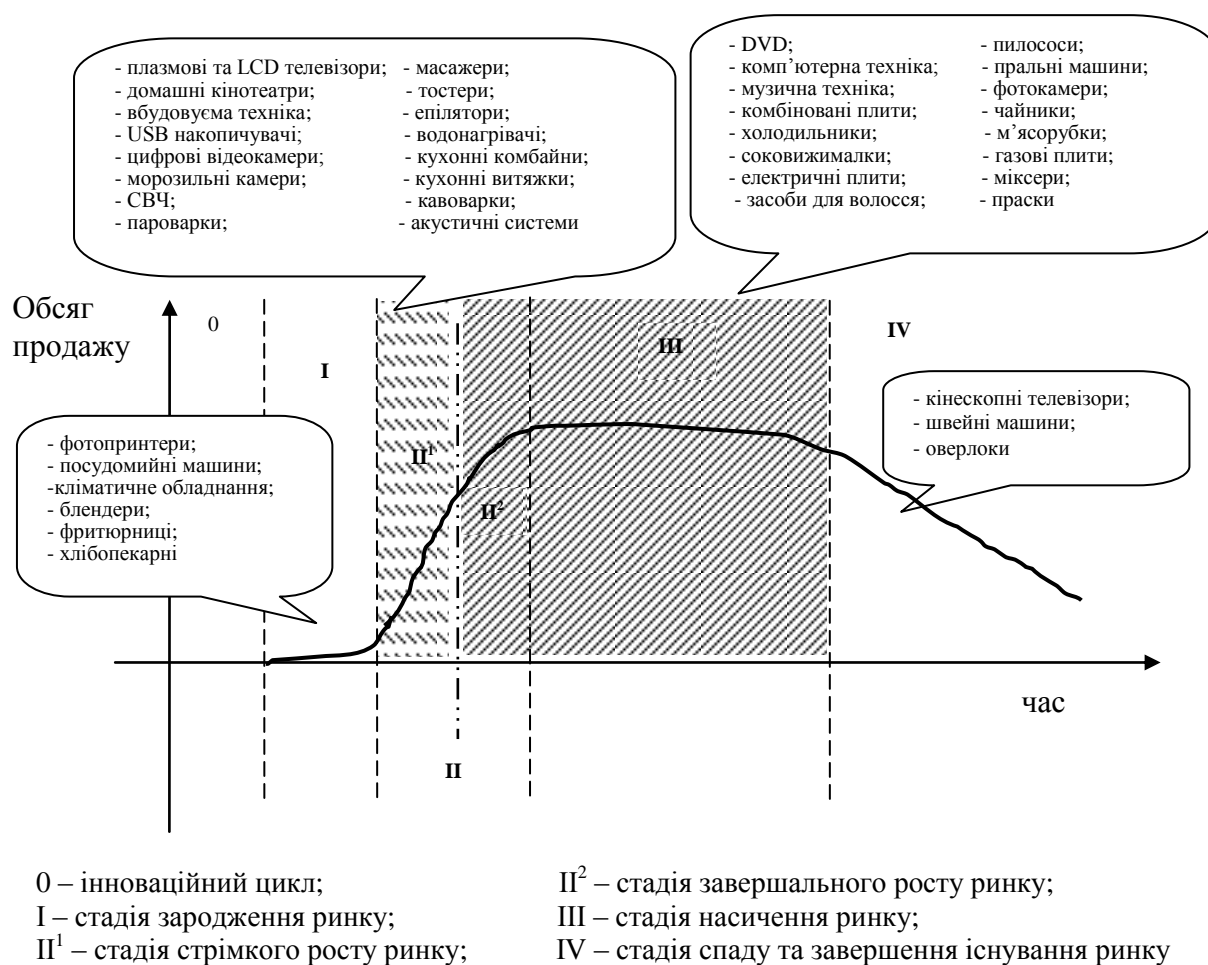 - плазмові та LCD телевізори;
- домашні кінотеатри;
- вбудовуєма техніка;
- USB накопичувачі;
- цифрові відеокамери;
- морозильні камери;
- СВЧ;
- пароварки;
- масажери;
- тостери;
- епілятори;
- водонагрівачі;
- кухонні комбайни;
- кухонні витяжки;
- кавоварки;
- акустичні системи
- DVD;
- комп’ютерна техніка;
- музична техніка;
- комбіновані плити;
- холодильники;
- соковижималки;
- електричні плити;
- засоби для волосся;
- пилососи;
- пральні машини;
- фотокамери;
- чайники;
- м’ясорубки;
- газові плити;
- міксери;
- праски
Обсяг
продажу
0
I
II¹
II²
III
IV
- фотопринтери;
- посудомийні машини;
-кліматичне обладнання;
- блендери;
- фритюрниці;
- хлібопекарні
- кінескопні телевізори;
- швейні машини;
- оверлоки
час
II
0 – інноваційний цикл;
I – стадія зародження ринку;
II¹ – стадія стрімкого росту ринку;
II² – стадія завершального росту ринку;
III – стадія насичення ринку;
IV – стадія спаду та завершення існування ринку